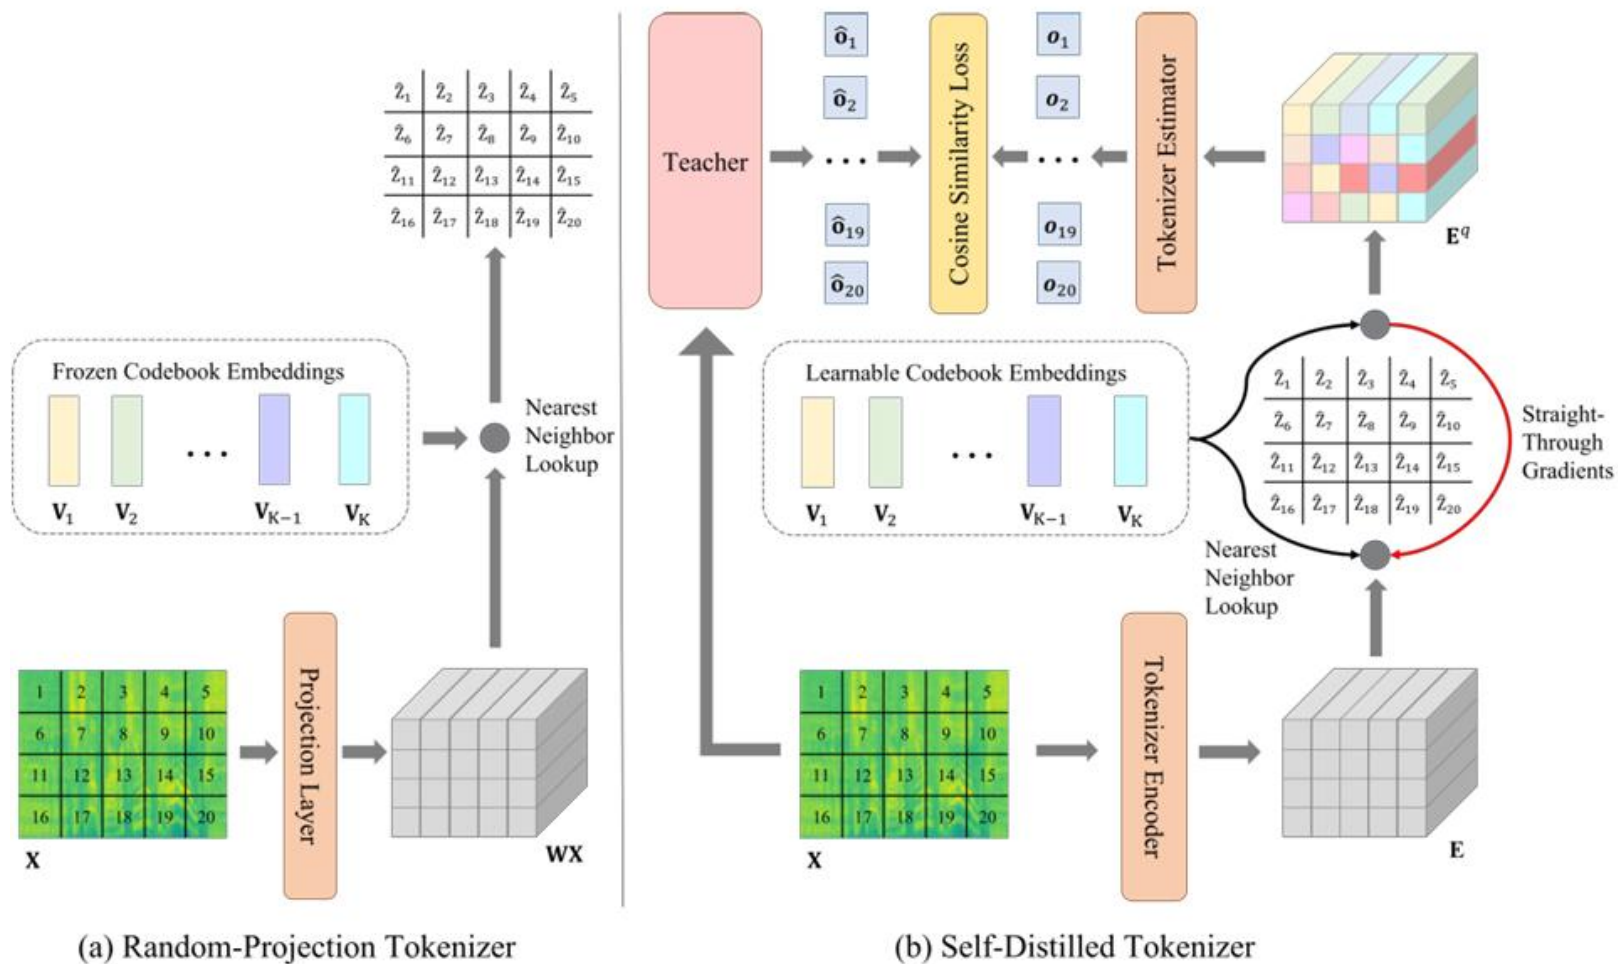 Ẑ₁ Ẑ₂ Ẑ₃ Ẑ₄ Ẑ₅
Ẑ₆ Ẑ₇ Ẑ₈ Ẑ₉ Ẑ₁₀
Ẑ₁₁ Ẑ₁₂ Ẑ₁₃ Ẑ₁₄ Ẑ₁₅
Ẑ₁₆ Ẑ₁₇ Ẑ₁₈ Ẑ₁₉ Ẑ₂₀
Frozen Codebook Embeddings
...
V₁ V₂ V_{K−1} V_K
Nearest
Neighbor
Lookup
1 2 3 4 5
6 7 8 9 10
11 12 13 14 15
16 17 18 19 20
X
Projection Layer
WX
(a) Random-Projection Tokenizer
Teacher
ô₁
ô₂
...
ô₁₉
ô₂₀
Cosine Similarity Loss
o₁
o₂
...
o₁₉
o₂₀
Tokenizer Estimator
E^q
Learnable Codebook Embeddings
...
V₁ V₂ V_{K−1} V_K
Ẑ₁ Ẑ₂ Ẑ₃ Ẑ₄ Ẑ₅
Ẑ₆ Ẑ₇ Ẑ₈ Ẑ₉ Ẑ₁₀
Ẑ₁₁ Ẑ₁₂ Ẑ₁₃ Ẑ₁₄ Ẑ₁₅
Ẑ₁₆ Ẑ₁₇ Ẑ₁₈ Ẑ₁₉ Ẑ₂₀
Straight-
Through
Gradients
Nearest
Neighbor
Lookup
1 2 3 4 5
6 7 8 9 10
11 12 13 14 15
16 17 18 19 20
X
Tokenizer Encoder
E
(b) Self-Distilled Tokenizer